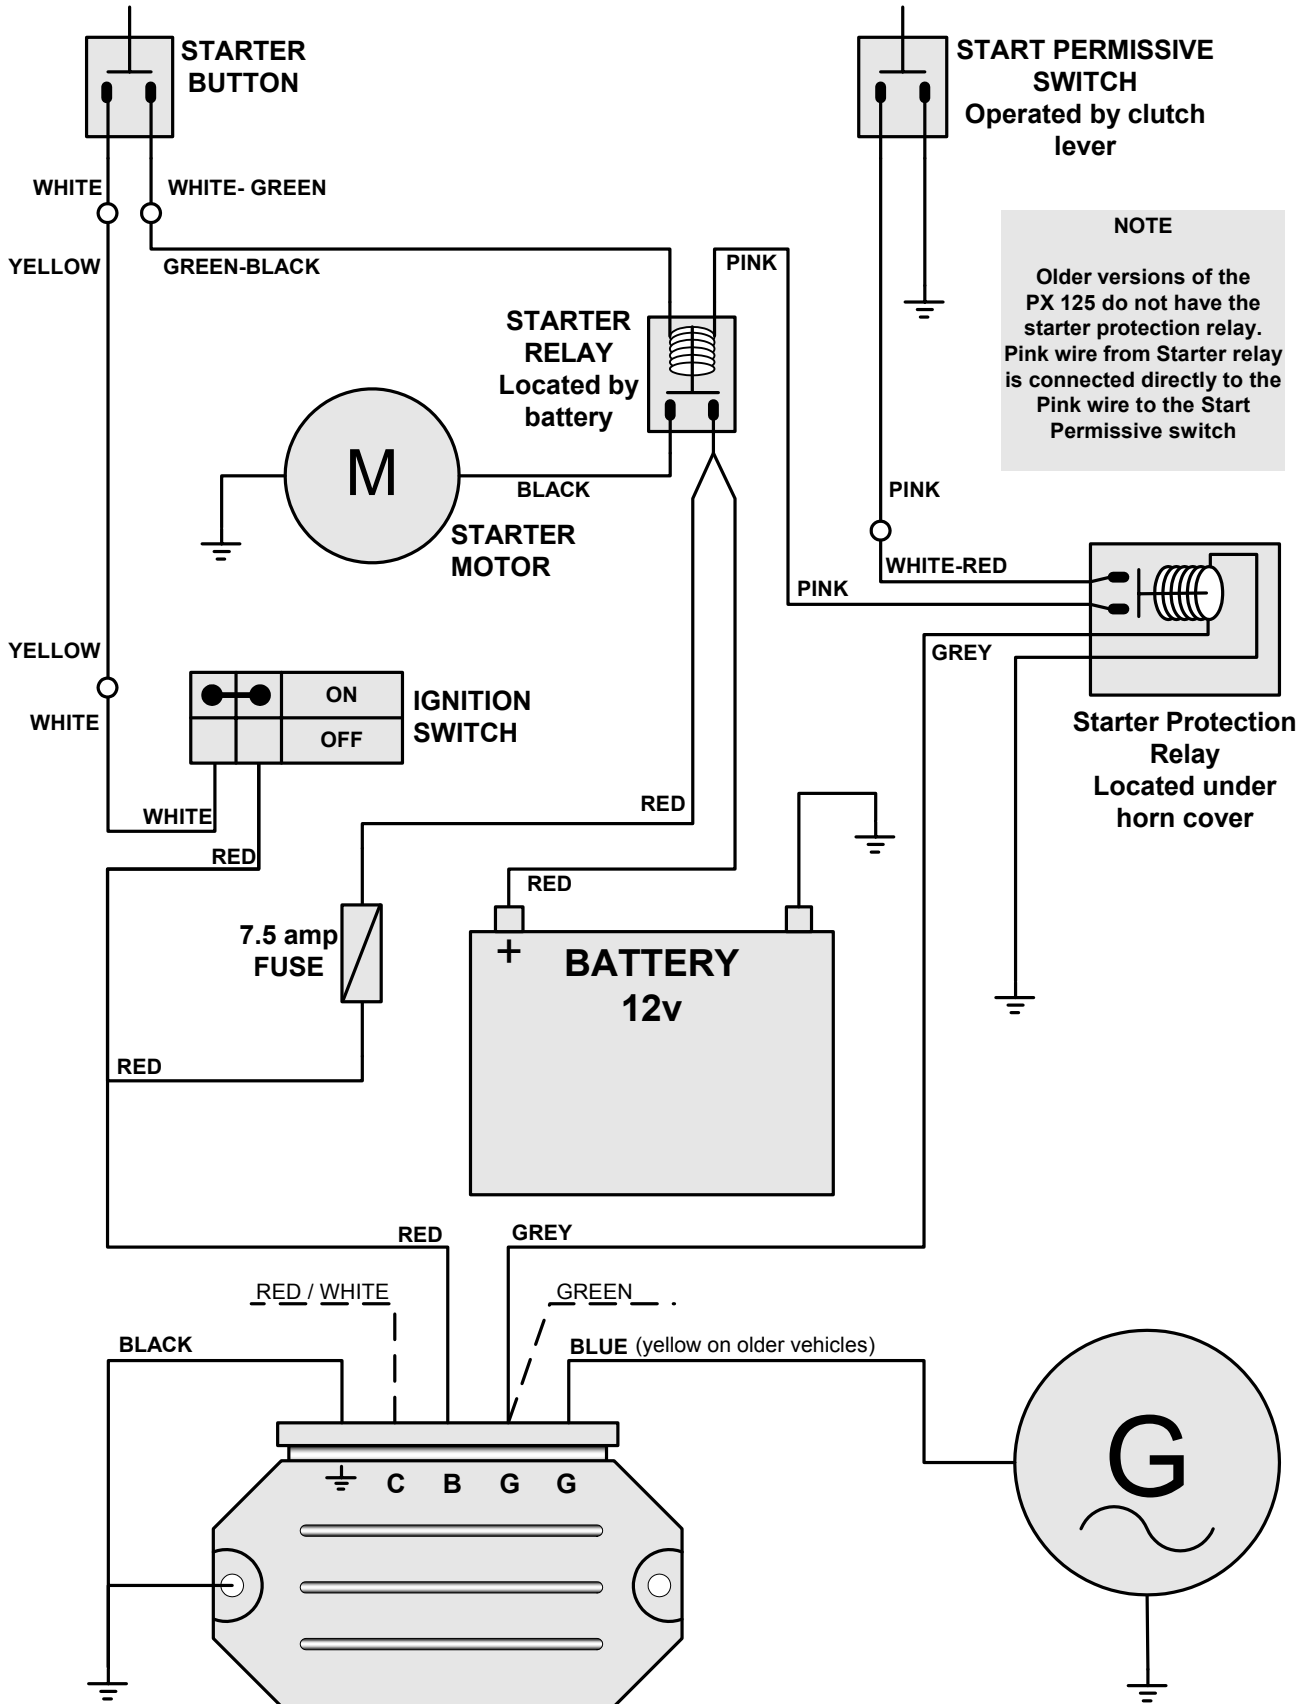 STARTER
BUTTON
START PERMISSIVE
SWITCH
Operated by clutch
lever
WHITE
WHITE- GREEN
YELLOW
GREEN-BLACK
PINK
NOTE
Older versions of the
PX 125 do not have the
starter protection relay.
Pink wire from Starter relay
is connected directly to the
Pink wire to the Start
Permissive switch
STARTER
RELAY
Located by
battery
M
BLACK
STARTER
MOTOR
PINK
WHITE-RED
PINK
GREY
YELLOW
WHITE
ON
OFF
IGNITION
SWITCH
Starter Protection
Relay
Located under
horn cover
WHITE
RED
RED
RED
7.5 amp
FUSE
+
BATTERY
12v
RED
RED
GREY
RED / WHITE
GREEN
BLACK
BLUE (yellow on older vehicles)
C B G G
G